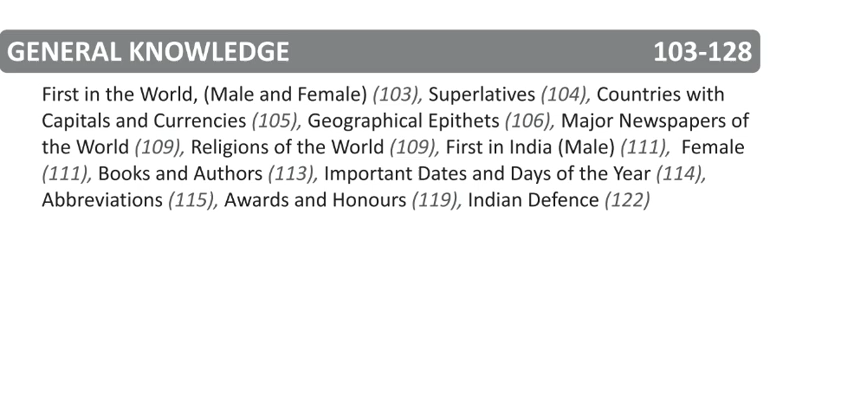 GENERAL KNOWLEDGE 103-128
First in the World, (Male and Female) (103), Superlatives (104), Countries with
Capitals and Currencies (105), Geographical Epithets (106), Major Newspapers of
the World (109), Religions of the World (109), First in India (Male) (111), Female
(111), Books and Authors (113), Important Dates and Days of the Year (114),
Abbreviations (115), Awards and Honours (119), Indian Defence (122)